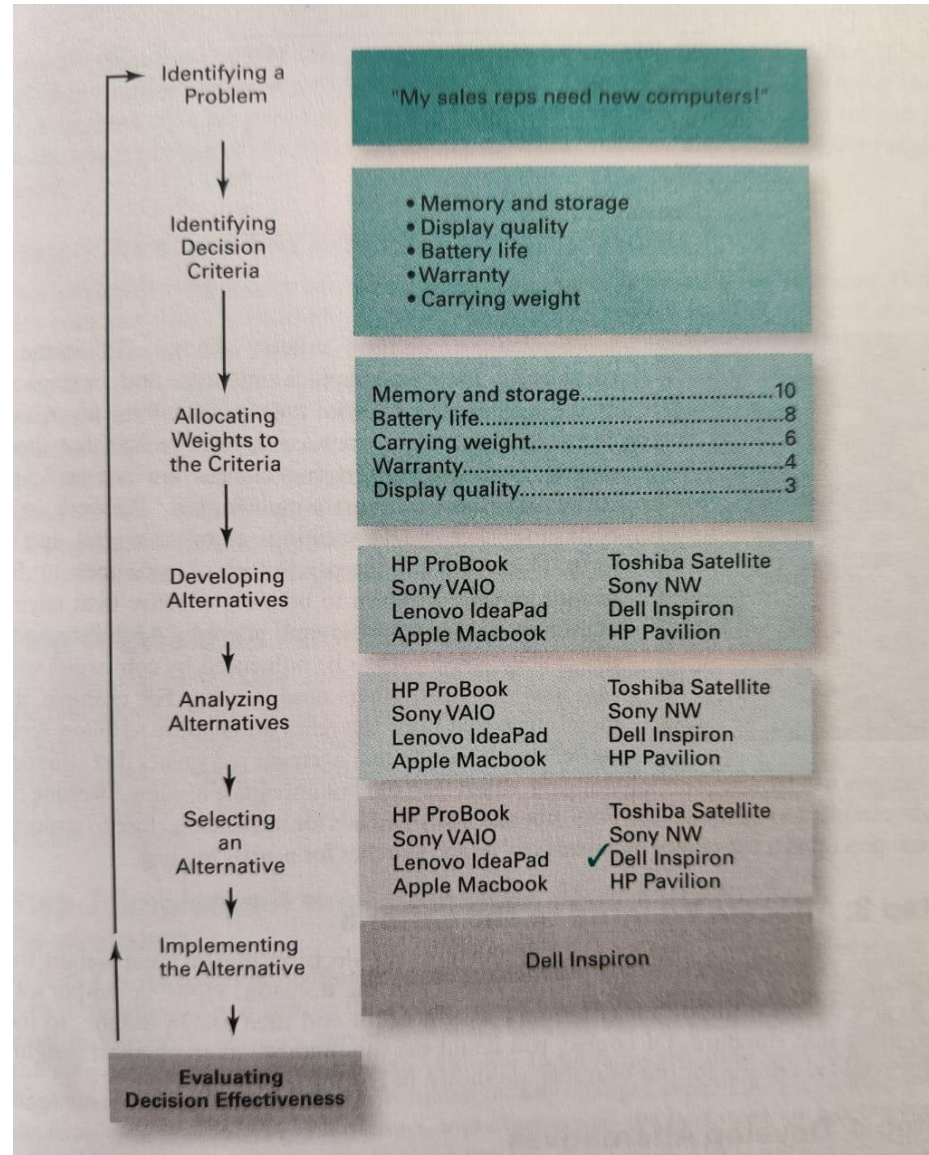 Identifying a
Problem
"My sales reps need new computers!"
Identifying
Decision
Criteria
• Memory and storage
• Display quality
• Battery life
• Warranty
• Carrying weight
Allocating
Weights to
the Criteria
Memory and storage..............................10
Battery life...............................................8
Carrying weight.......................................6
Warranty..................................................4
Display quality.........................................3
Developing
Alternatives
HP ProBook Toshiba Satellite
Sony VAIO Sony NW
Lenovo IdeaPad Dell Inspiron
Apple Macbook HP Pavilion
Analyzing
Alternatives
HP ProBook Toshiba Satellite
Sony VAIO Sony NW
Lenovo IdeaPad Dell Inspiron
Apple Macbook HP Pavilion
Selecting
an
Alternative
HP ProBook Toshiba Satellite
Sony VAIO Sony NW
Lenovo IdeaPad ✓ Dell Inspiron
Apple Macbook HP Pavilion
Implementing
the Alternative
Dell Inspiron
Evaluating
Decision Effectiveness